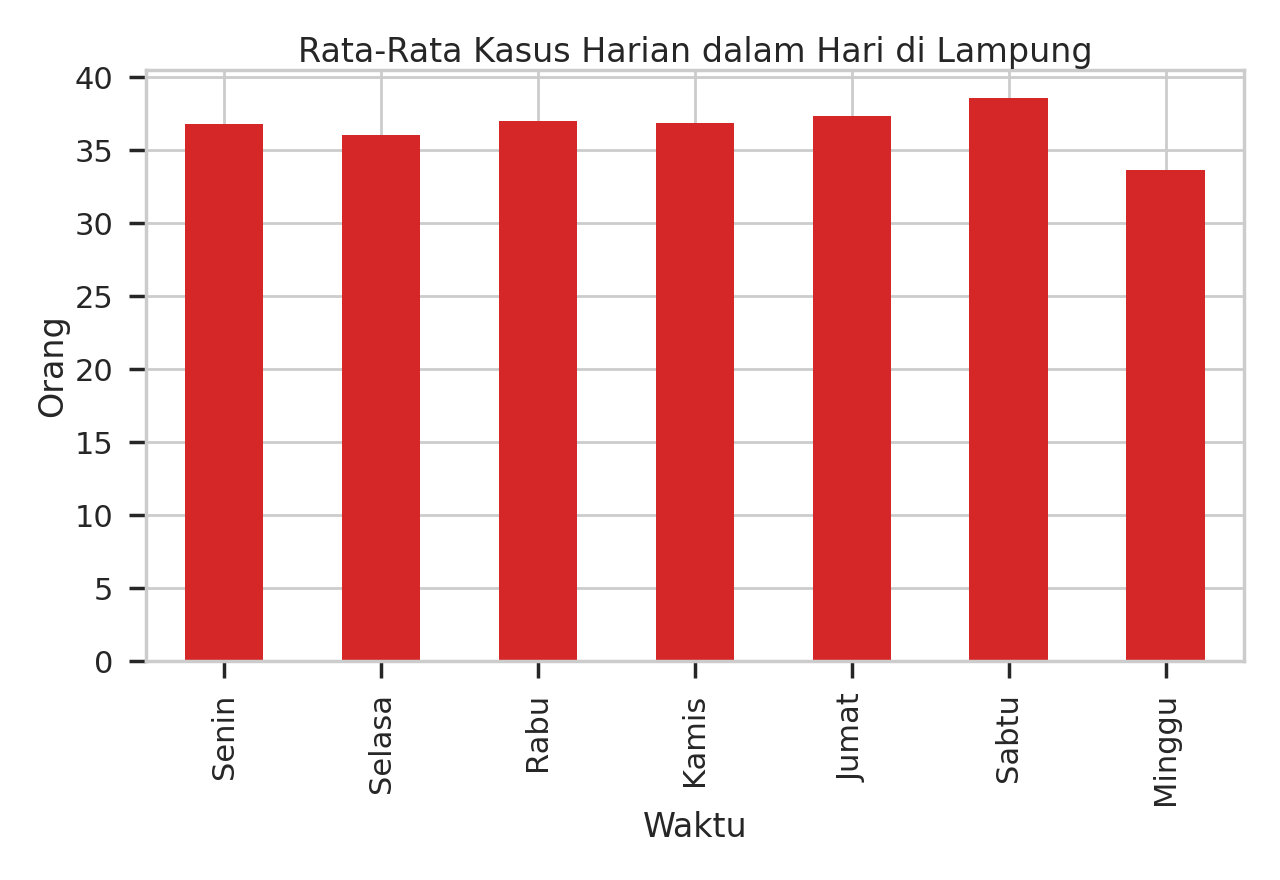 Rata-Rata Kasus Harian dalam Hari di Lampung
40
35
30
25
20
15
10
5
0
Orang
Senin
Selasa
Rabu
Kamis
Jumat
Sabtu
Minggu
Waktu